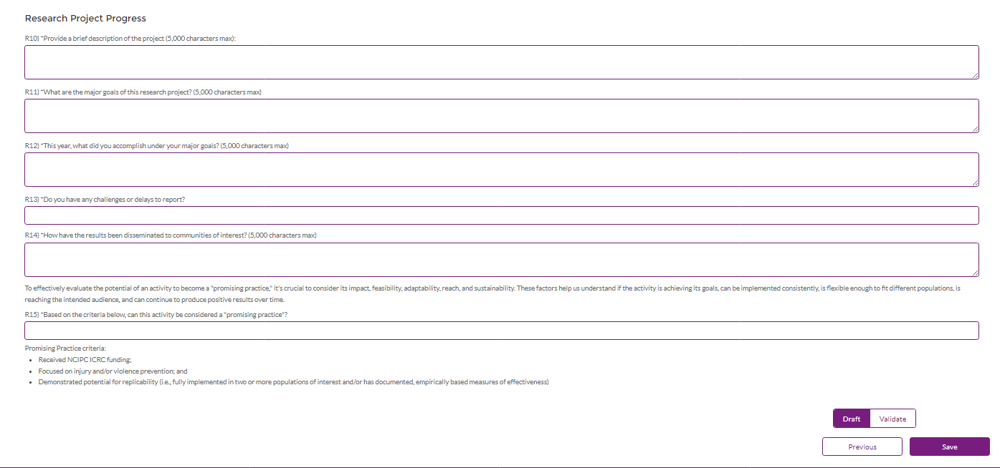 Research Project Progress
R10) *Provide a brief description of the project (5,000 characters max):
R11) *What are the major goals of this research project? (5,000 characters max)
R12) *This year, what did you accomplish under your major goals? (5,000 characters max)
R13) *Do you have any challenges or delays to report?
R14) *How have the results been disseminated to communities of interest? (5,000 characters max)
To effectively evaluate the potential of an activity to become a "promising practice," it's crucial to consider its impact, feasibility, adaptability, reach, and sustainability. These factors help us understand if the activity is achieving its goals, can be implemented consistently, is flexible enough to fit different populations, is
reaching the intended audience, and can continue to produce positive results over time.
R15) *Based on the criteria below, can this activity be considered a "promising practice"?
Promising Practice criteria:
• Received NCIPC ICRC funding;
• Focused on injury and/or violence prevention; and
• Demonstrated potential for replicability (i.e., fully implemented in two or more populations of interest and/or has documented, empirically based measures of effectiveness)
Draft Validate
Previous Save